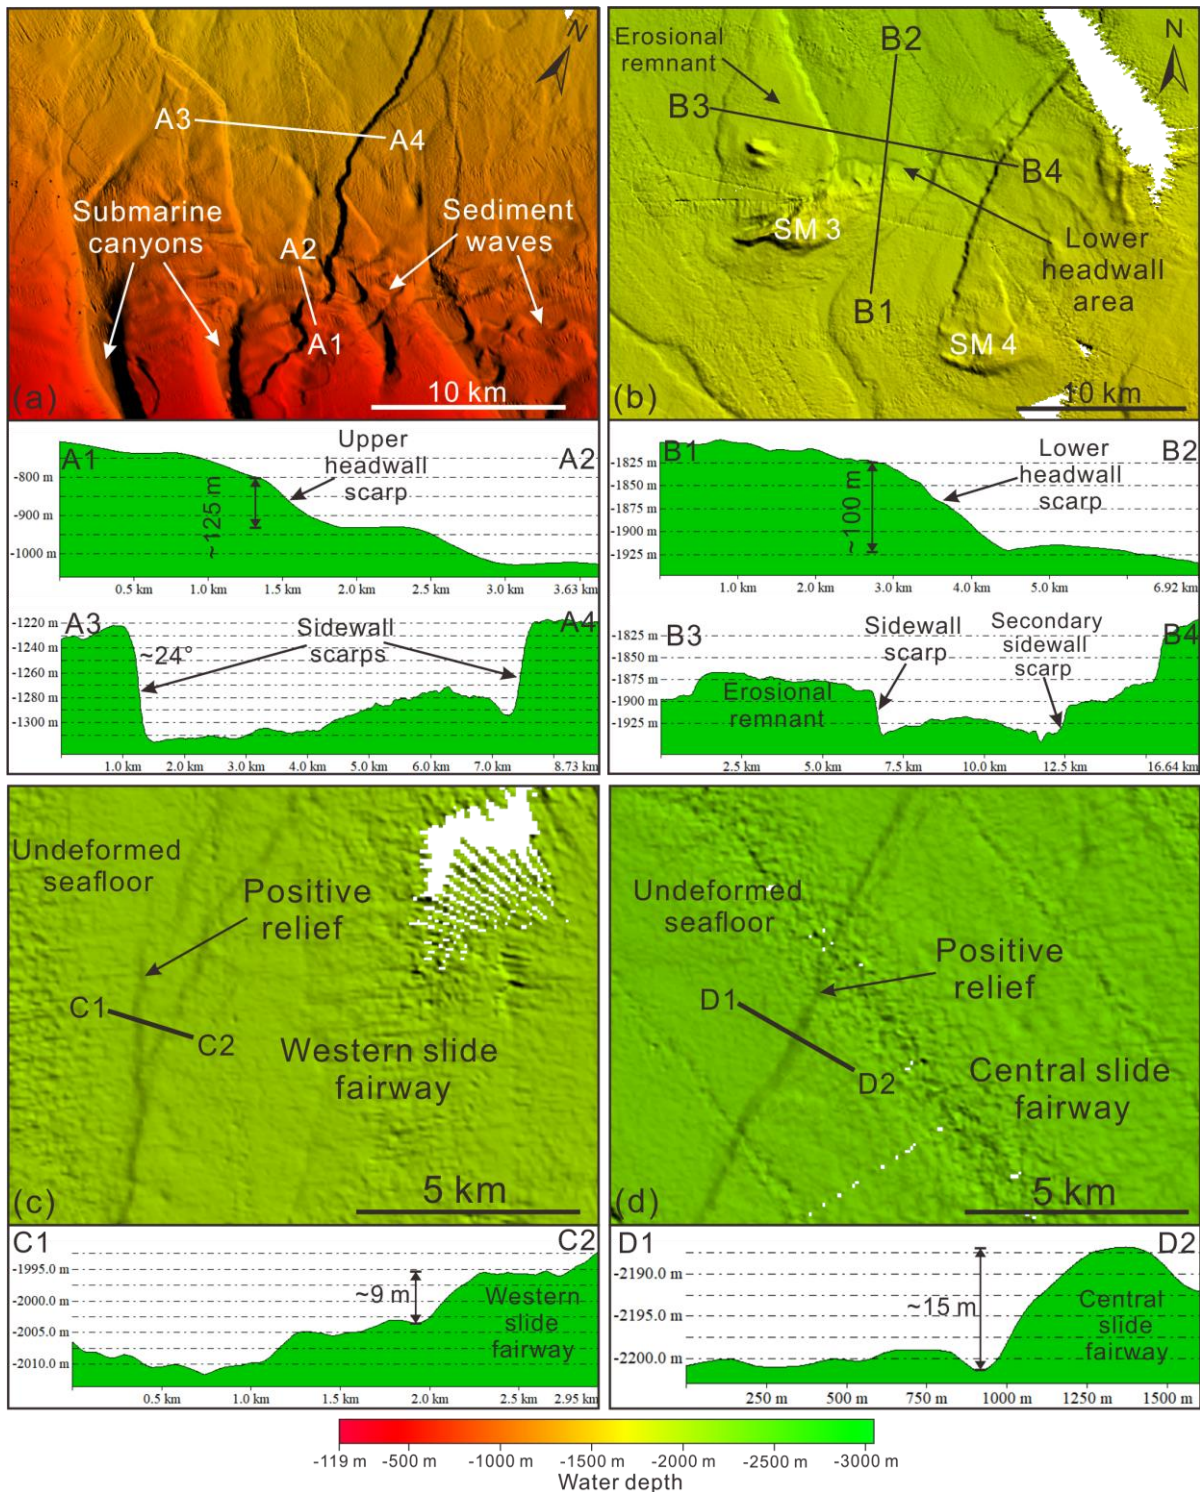 N
A3
A4
Submarine
canyons
A2
Sediment
waves
A1
10 km
(a)
Erosional
remnant
B2
N
B3
B4
SM 3
Lower
headwall
area
B1
SM 4
10 km
(b)
A1
Upper
headwall
scarp
A2
-800 m
~125 m
-900 m
-1000 m
0.5 km 1.0 km 1.5 km 2.0 km 2.5 km 3.0 km 3.63 km
B1
Lower
headwall
scarp
B2
-1825 m
-1850 m
~100 m
-1875 m
-1900 m
-1925 m
1.0 km 2.0 km 3.0 km 4.0 km 5.0 km 6.92 km
A3
Sidewall
scarps
A4
-1220 m
-1240 m
~24°
-1260 m
-1280 m
-1300 m
1.0 km 2.0 km 3.0 km 4.0 km 5.0 km 6.0 km 7.0 km 8.73 km
B3
Sidewall
scarp
Secondary
sidewall
scarp
B4
-1825 m
-1850 m
-1875 m
-1900 m
-1925 m
Erosional
remnant
2.5 km 5.0 km 7.5 km 10.0 km 12.5 km 16.64 km
Undeformed
seafloor
Positive
relief
C1
C2
Western slide
fairway
5 km
(c)
Undeformed
seafloor
Positive
relief
D1
D2
Central slide
fairway
5 km
(d)
C1
C2
-1995.0 m
-2000.0 m
-2005.0 m
-2010.0 m
~9 m
Western
slide
fairway
0.5 km 1.0 km 1.5 km 2.0 km 2.5 km 2.95 km
D1
D2
-2190.0 m
-2195.0 m
-2200.0 m
~15 m
Central
slide
fairway
250 m 500 m 750 m 1000 m 1250 m 1500 m
-119 m -500 m -1000 m -1500 m -2000 m -2500 m -3000 m
Water depth